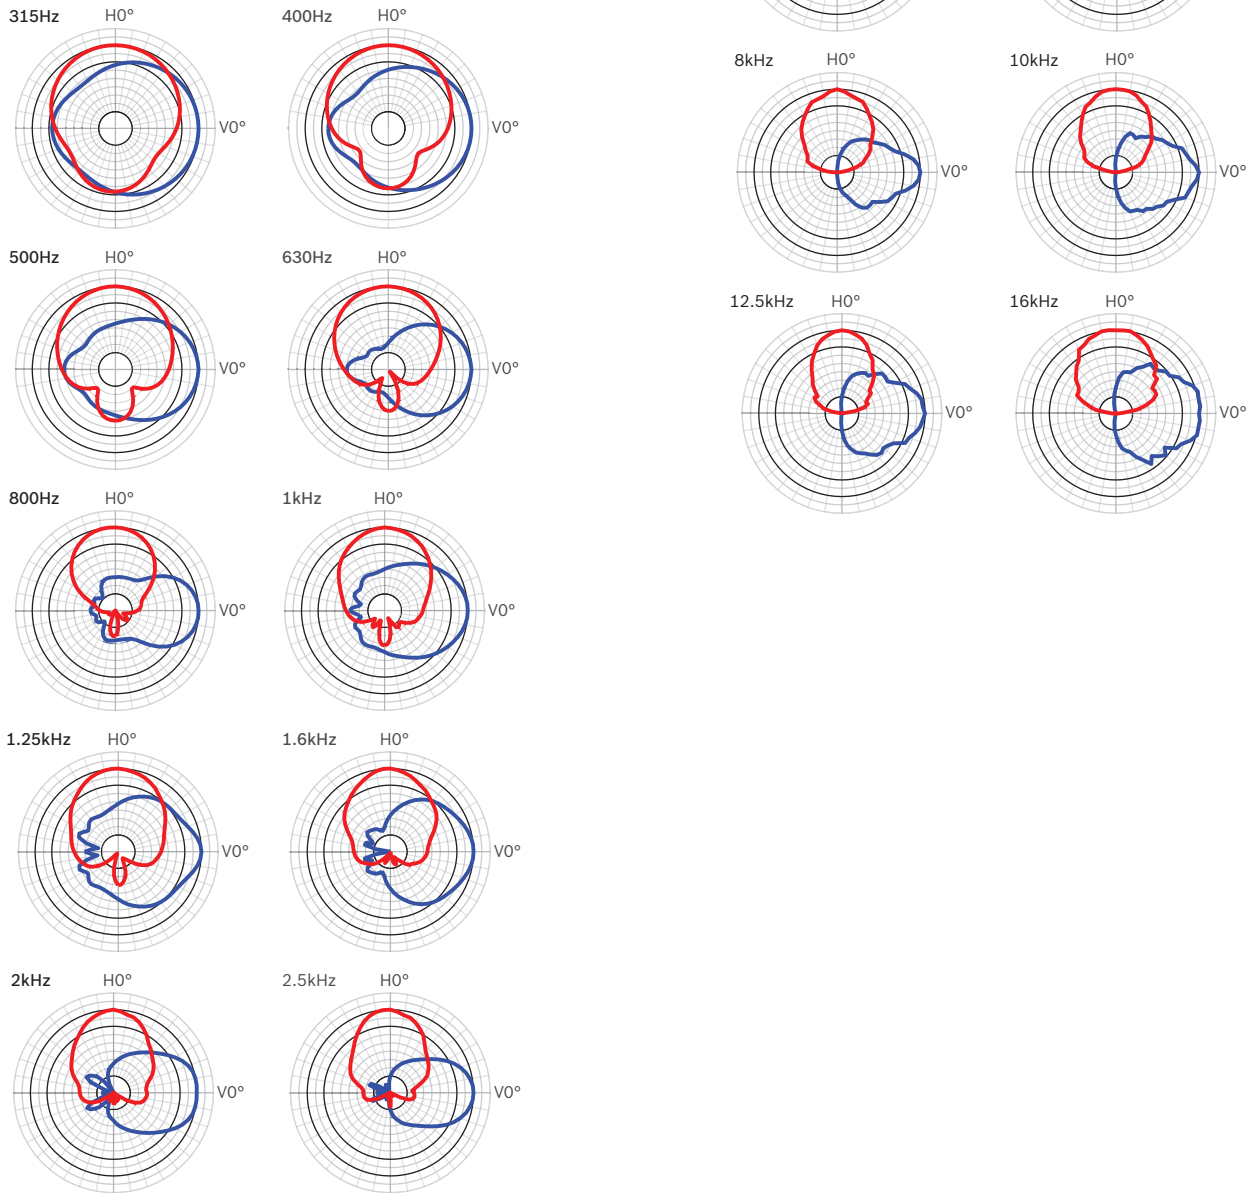 315Hz H0°
V0°
400Hz H0°
V0°
500Hz H0°
V0°
630Hz H0°
V0°
800Hz H0°
V0°
1kHz H0°
V0°
1.25kHz H0°
V0°
1.6kHz H0°
V0°
2kHz H0°
V0°
2.5kHz H0°
V0°
8kHz H0°
V0°
10kHz H0°
V0°
12.5kHz H0°
V0°
16kHz H0°
V0°